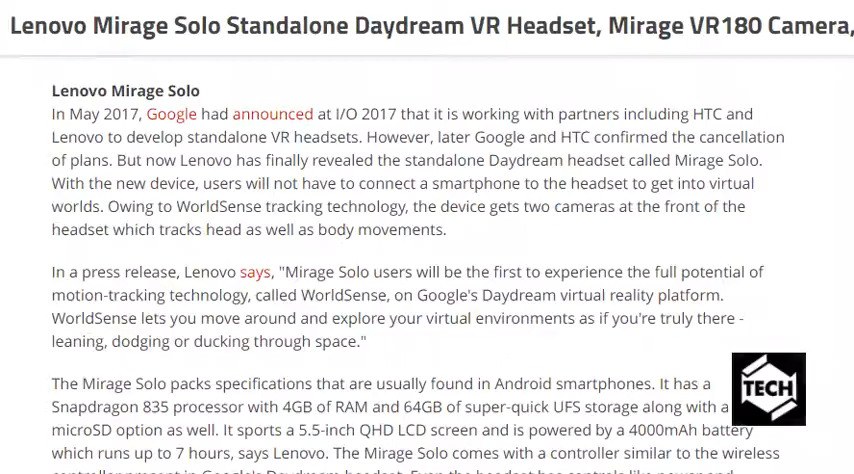 Lenovo Mirage Solo Standalone Daydream VR Headset, Mirage VR180 Camera,
Lenovo Mirage Solo
In May 2017, Google had announced at I/O 2017 that it is working with partners including HTC and
Lenovo to develop standalone VR headsets. However, later Google and HTC confirmed the cancellation
of plans. But now Lenovo has finally revealed the standalone Daydream headset called Mirage Solo.
With the new device, users will not have to connect a smartphone to the headset to get into virtual
worlds. Owing to WorldSense tracking technology, the device gets two cameras at the front of the
headset which tracks head as well as body movements.
In a press release, Lenovo says, "Mirage Solo users will be the first to experience the full potential of
motion-tracking technology, called WorldSense, on Google's Daydream virtual reality platform.
WorldSense lets you move around and explore your virtual environments as if you're truly there -
leaning, dodging or ducking through space."
The Mirage Solo packs specifications that are usually found in Android smartphones. It has a
Snapdragon 835 processor with 4GB of RAM and 64GB of super-quick UFS storage along with a
microSD option as well. It sports a 5.5-inch QHD LCD screen and is powered by a 4000mAh battery
which runs up to 7 hours, says Lenovo. The Mirage Solo comes with a controller similar to the wireless
TECH